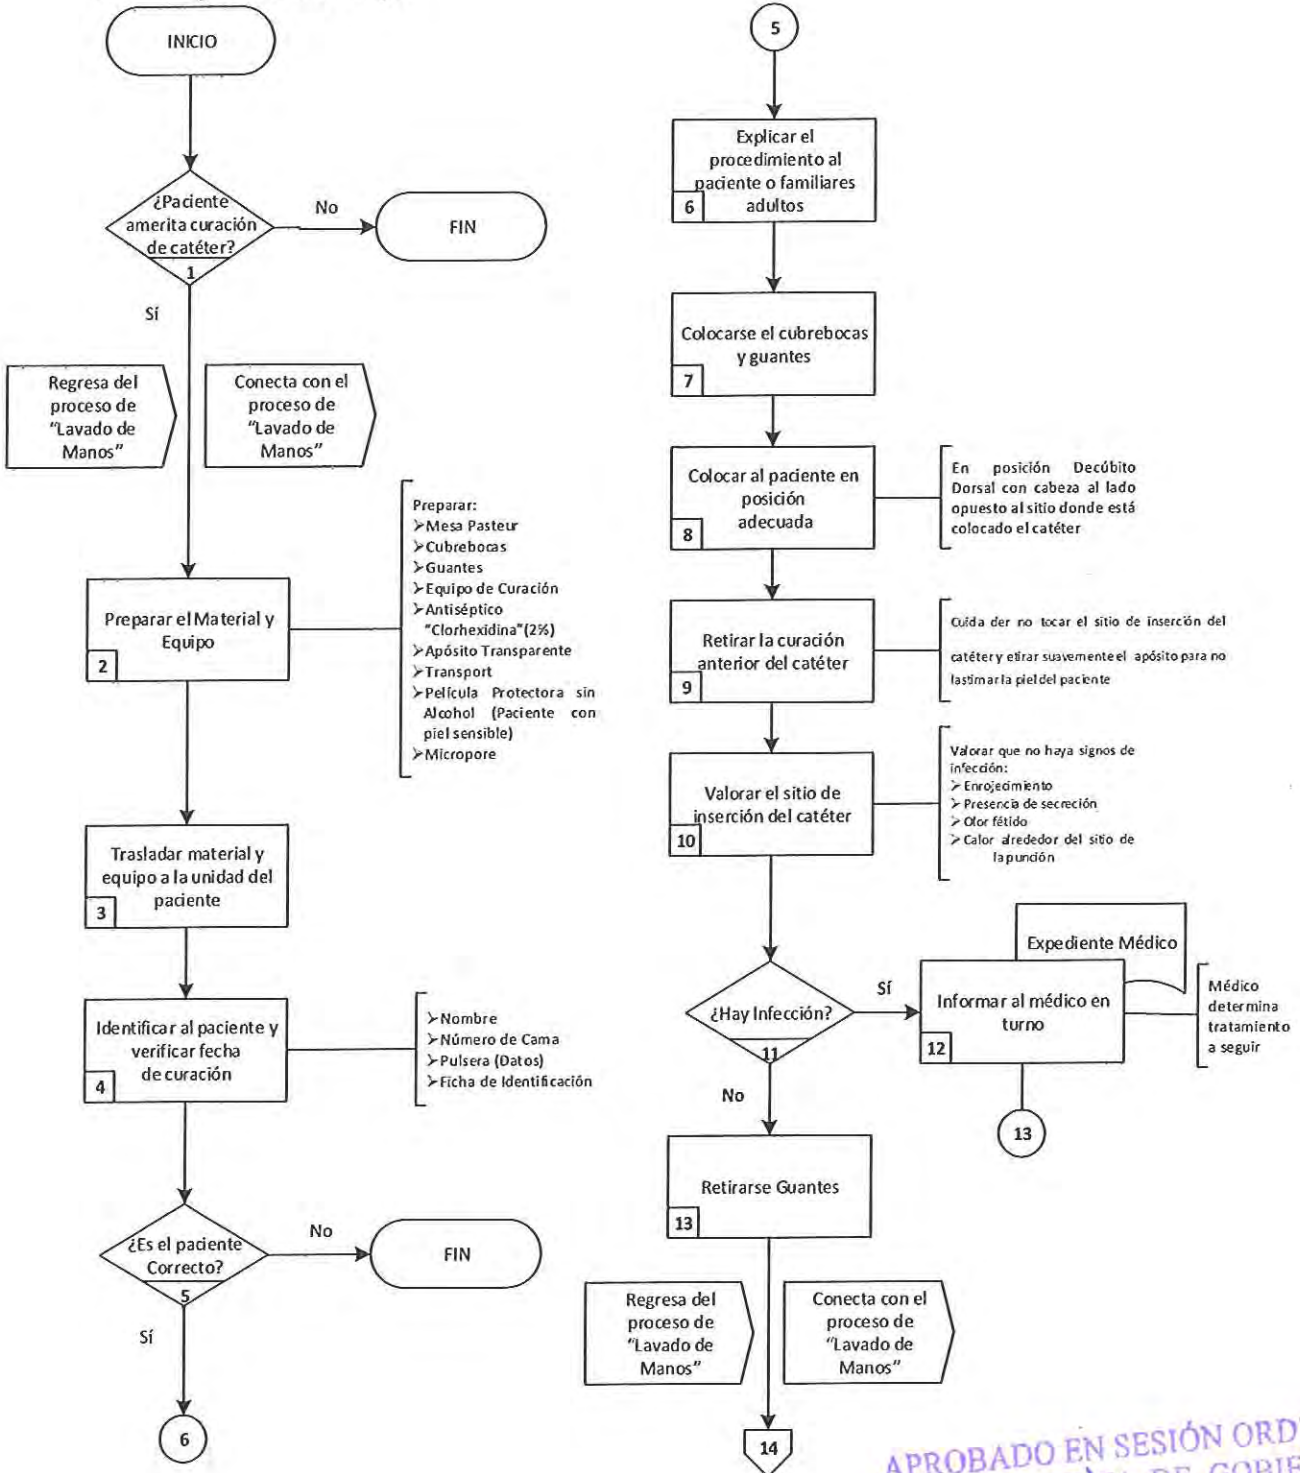 INICIO
¿Paciente
amerita curación
de catéter?
1
No
FIN
Sí
Regresa del
proceso de
"Lavado de
Manos"
Conecta con el
proceso de
"Lavado de
Manos"
Preparar el Material y
Equipo
2
Preparar:
➢Mesa Pasteur
➢Cubrebocas
➢Guantes
➢Equipo de Curación
➢Antiséptico
"Clorhexidina"(2%)
➢Apósito Transparente
➢Transport
➢Película Protectora sin
Alcohol (Paciente con
piel sensible)
➢Micropore
Trasladar material y
equipo a la unidad del
paciente
3
Identificar al paciente y
verificar fecha
de curación
4
➢Nombre
➢Número de Cama
➢Pulsera (Datos)
➢Ficha de Identificación
¿Es el paciente
Correcto?
5
No
FIN
Sí
6
5
Explicar el
procedimiento al
paciente o familiares
adultos
6
Colocarse el cubrebocas
y guantes
7
Colocar al paciente en
posición
adecuada
8
En posición Decúbito
Dorsal con cabeza al lado
opuesto al sitio donde está
colocado el catéter
Retirar la curación
anterior del catéter
9
Cuida der no tocar el sitio de inserción del
catéter y etirar suavemente el apósito para no
lastimar la piel del paciente
Valorar el sitio de
inserción del catéter
10
Valorar que no haya signos de
infección:
➢Enrojecimiento
➢Presencia de secreción
➢Olor fétido
➢Calor alrededor del sitio de
la punción
¿Hay Infección?
11
Sí
Expediente Médico
Informar al médico en
turno
12
Médico
determina
tratamiento
a seguir
13
No
Retirarse Guantes
13
Regresa del
proceso de
"Lavado de
Manos"
Conecta con el
proceso de
"Lavado de
Manos"
14
APROBADO EN SESIÓN ORD
DE GOBIE